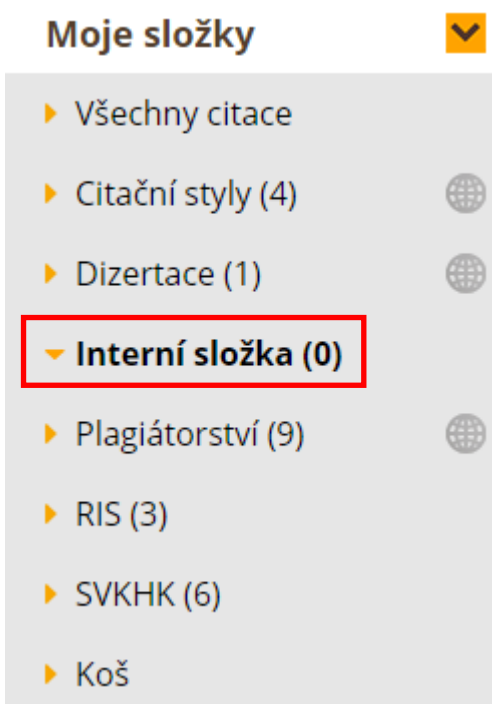 Moje složky
Všechny citace
Citační styly (4)
Dizertace (1)
Interní složka (0)
Plagiátorství (9)
RIS (3)
SVKHK (6)
Koš